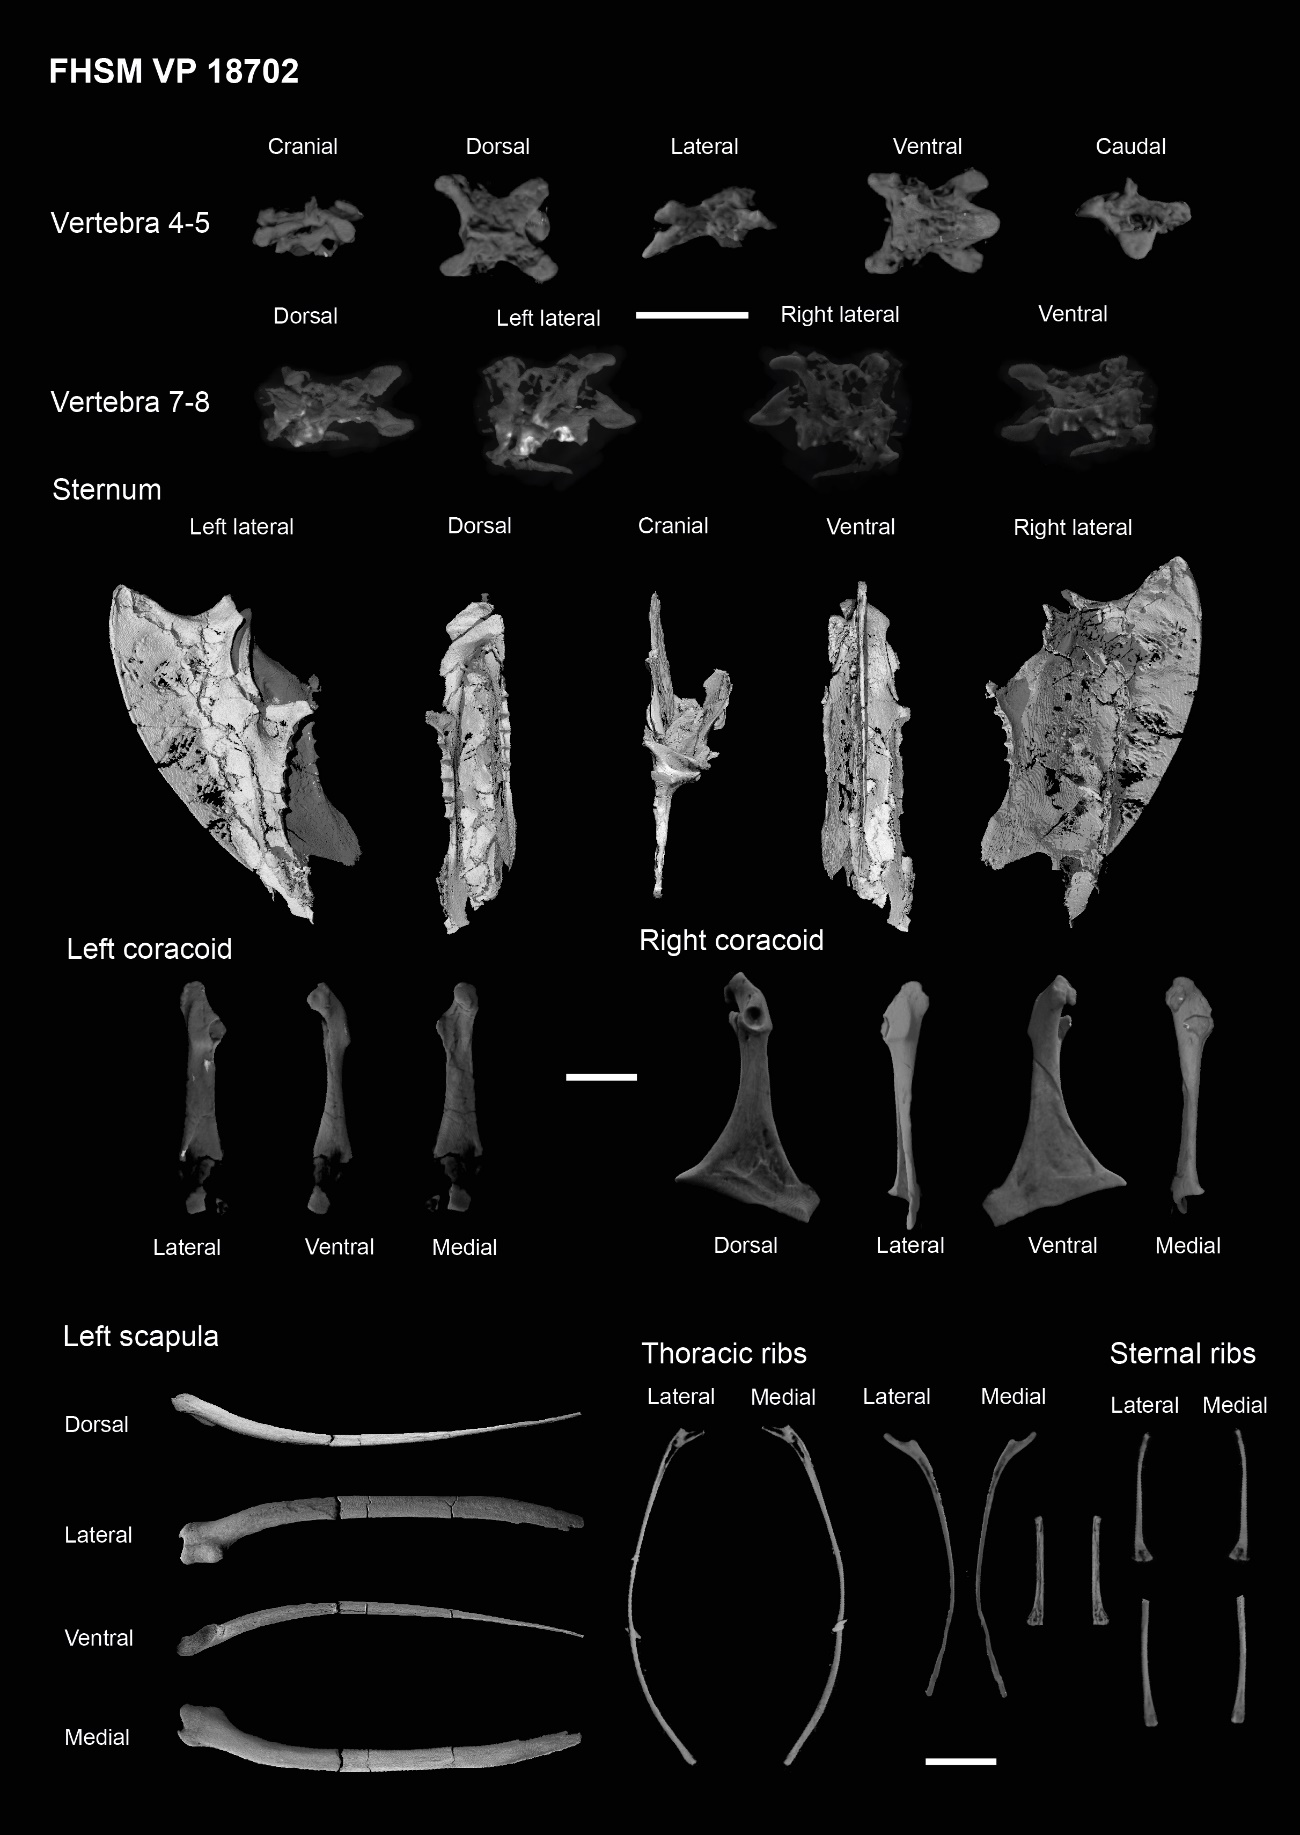 FHSM VP 18702
Cranial Dorsal Lateral Ventral Caudal
Vertebra 4-5
Dorsal Left lateral Right lateral Ventral
Vertebra 7-8
Sternum
Left lateral Dorsal Cranial Ventral Right lateral
Left coracoid Right coracoid
Lateral Ventral Medial Dorsal Lateral Ventral Medial
Left scapula
Dorsal
Lateral
Ventral
Medial
Thoracic ribs Sternal ribs
Lateral Medial Lateral Medial Lateral Medial